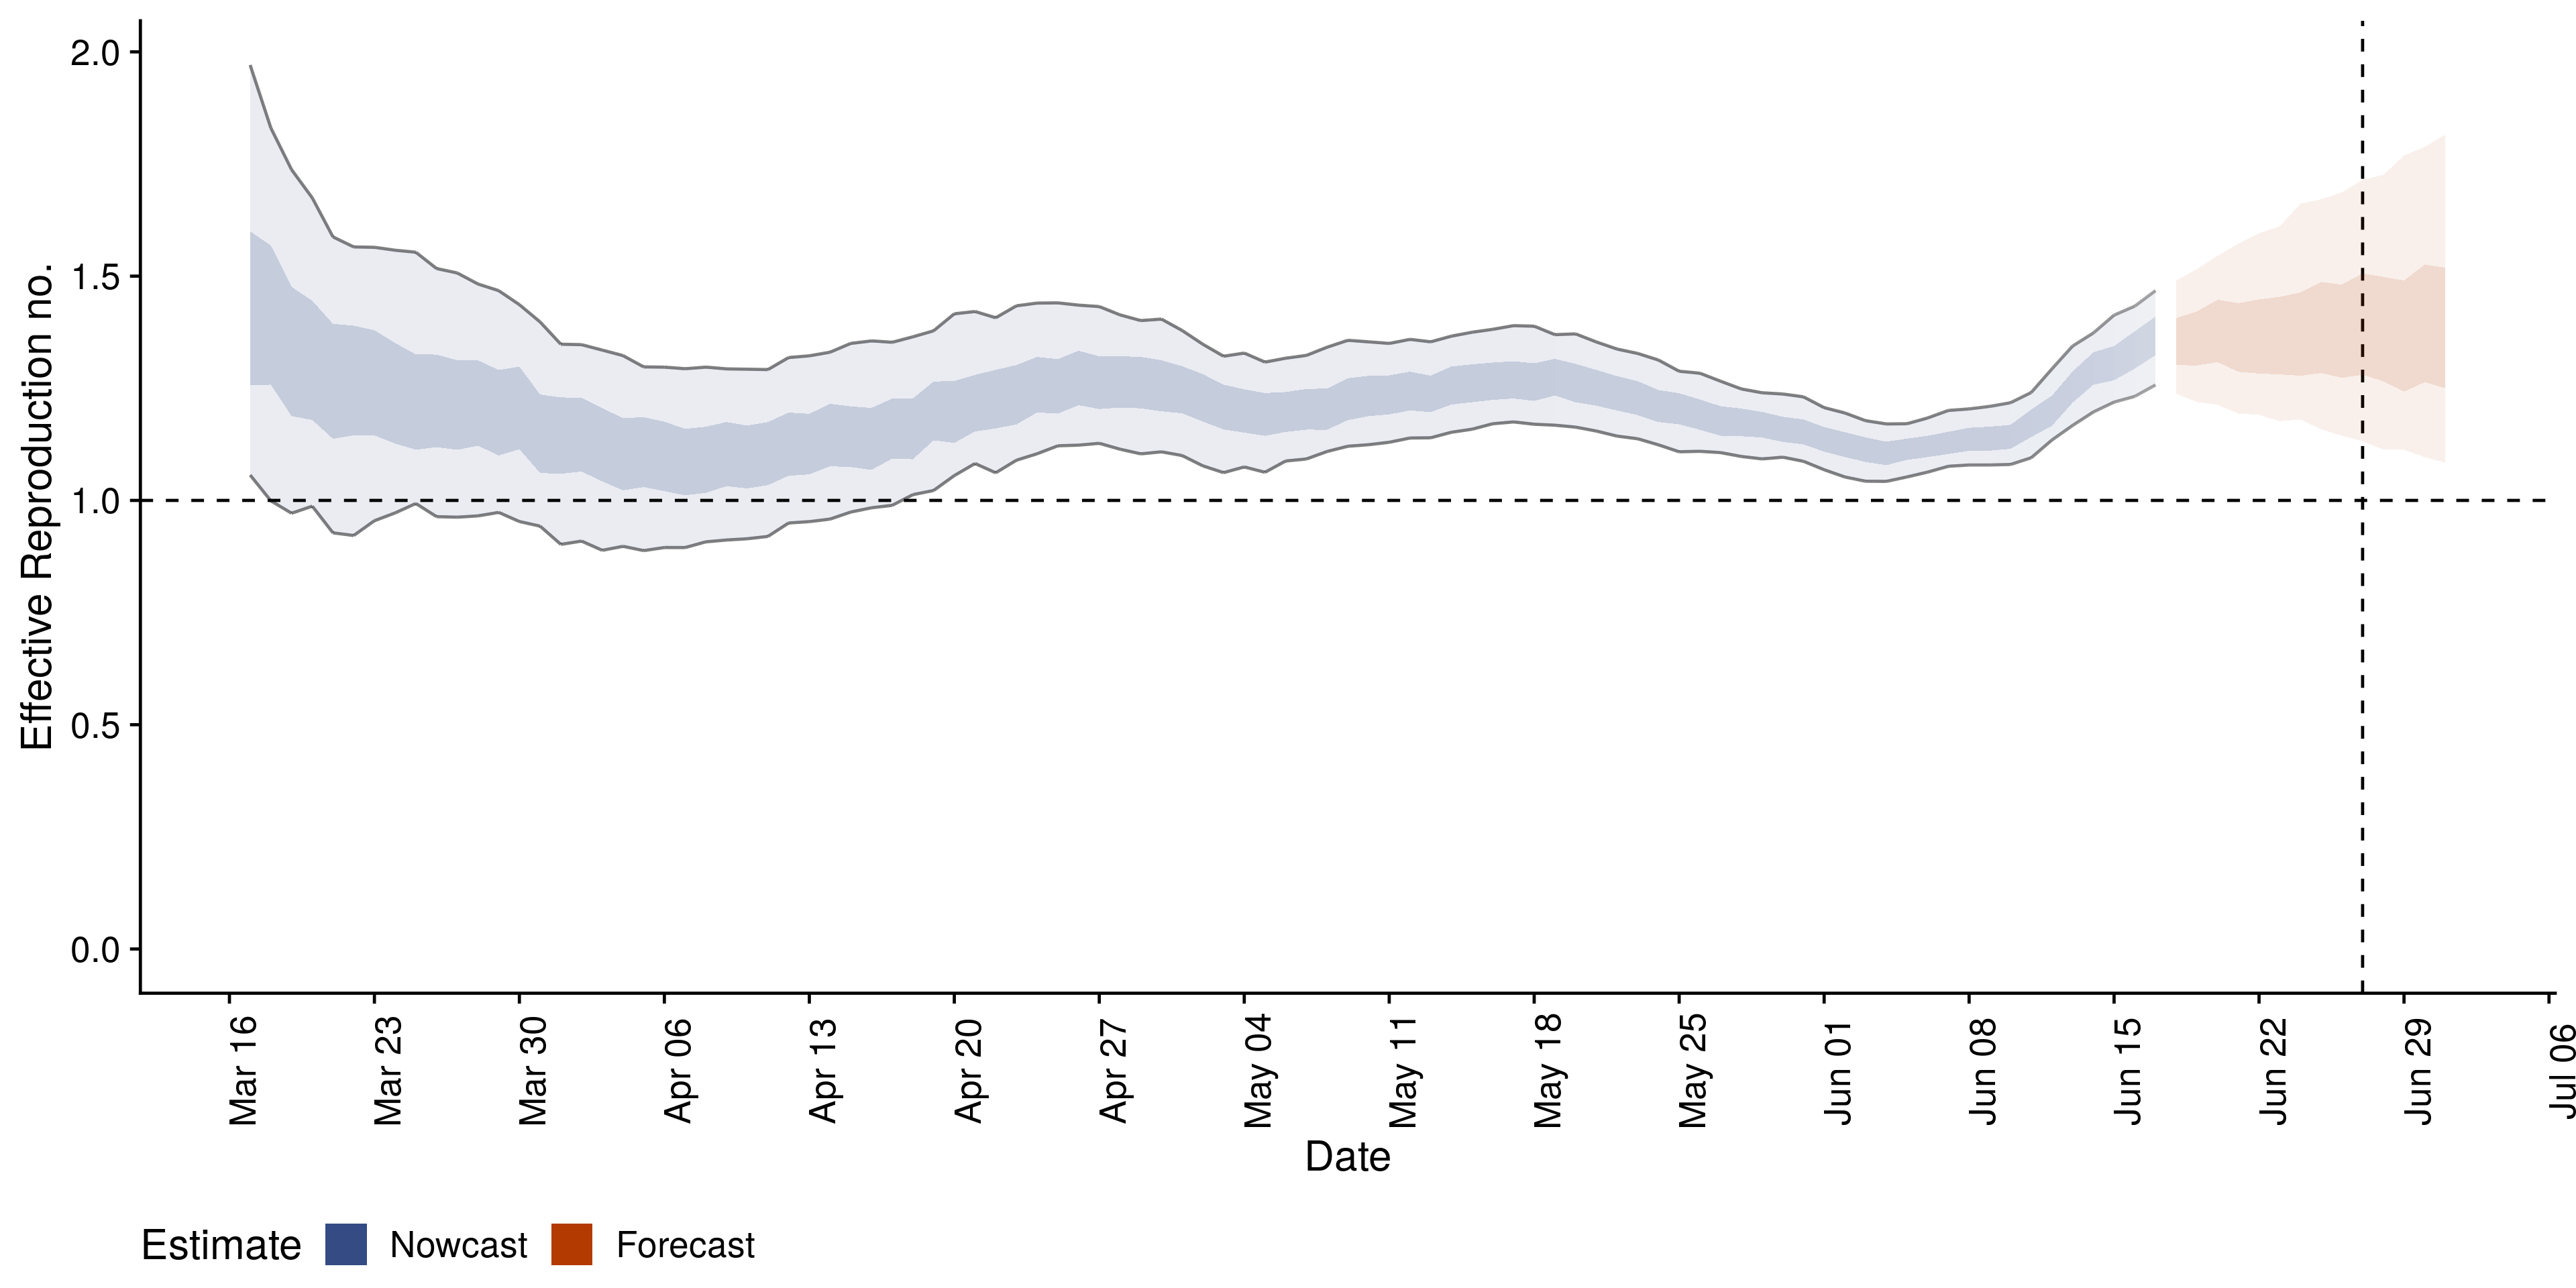 Effective Reproduction no.
2.0
1.5
1.0
0.5
0.0
Mar 16
Mar 23
Mar 30
Apr 06
Apr 13
Apr 20
Apr 27
May 04
May 11
May 18
May 25
Jun 01
Jun 08
Jun 15
Jun 22
Jun 29
Jul 06
Date
Estimate Nowcast Forecast